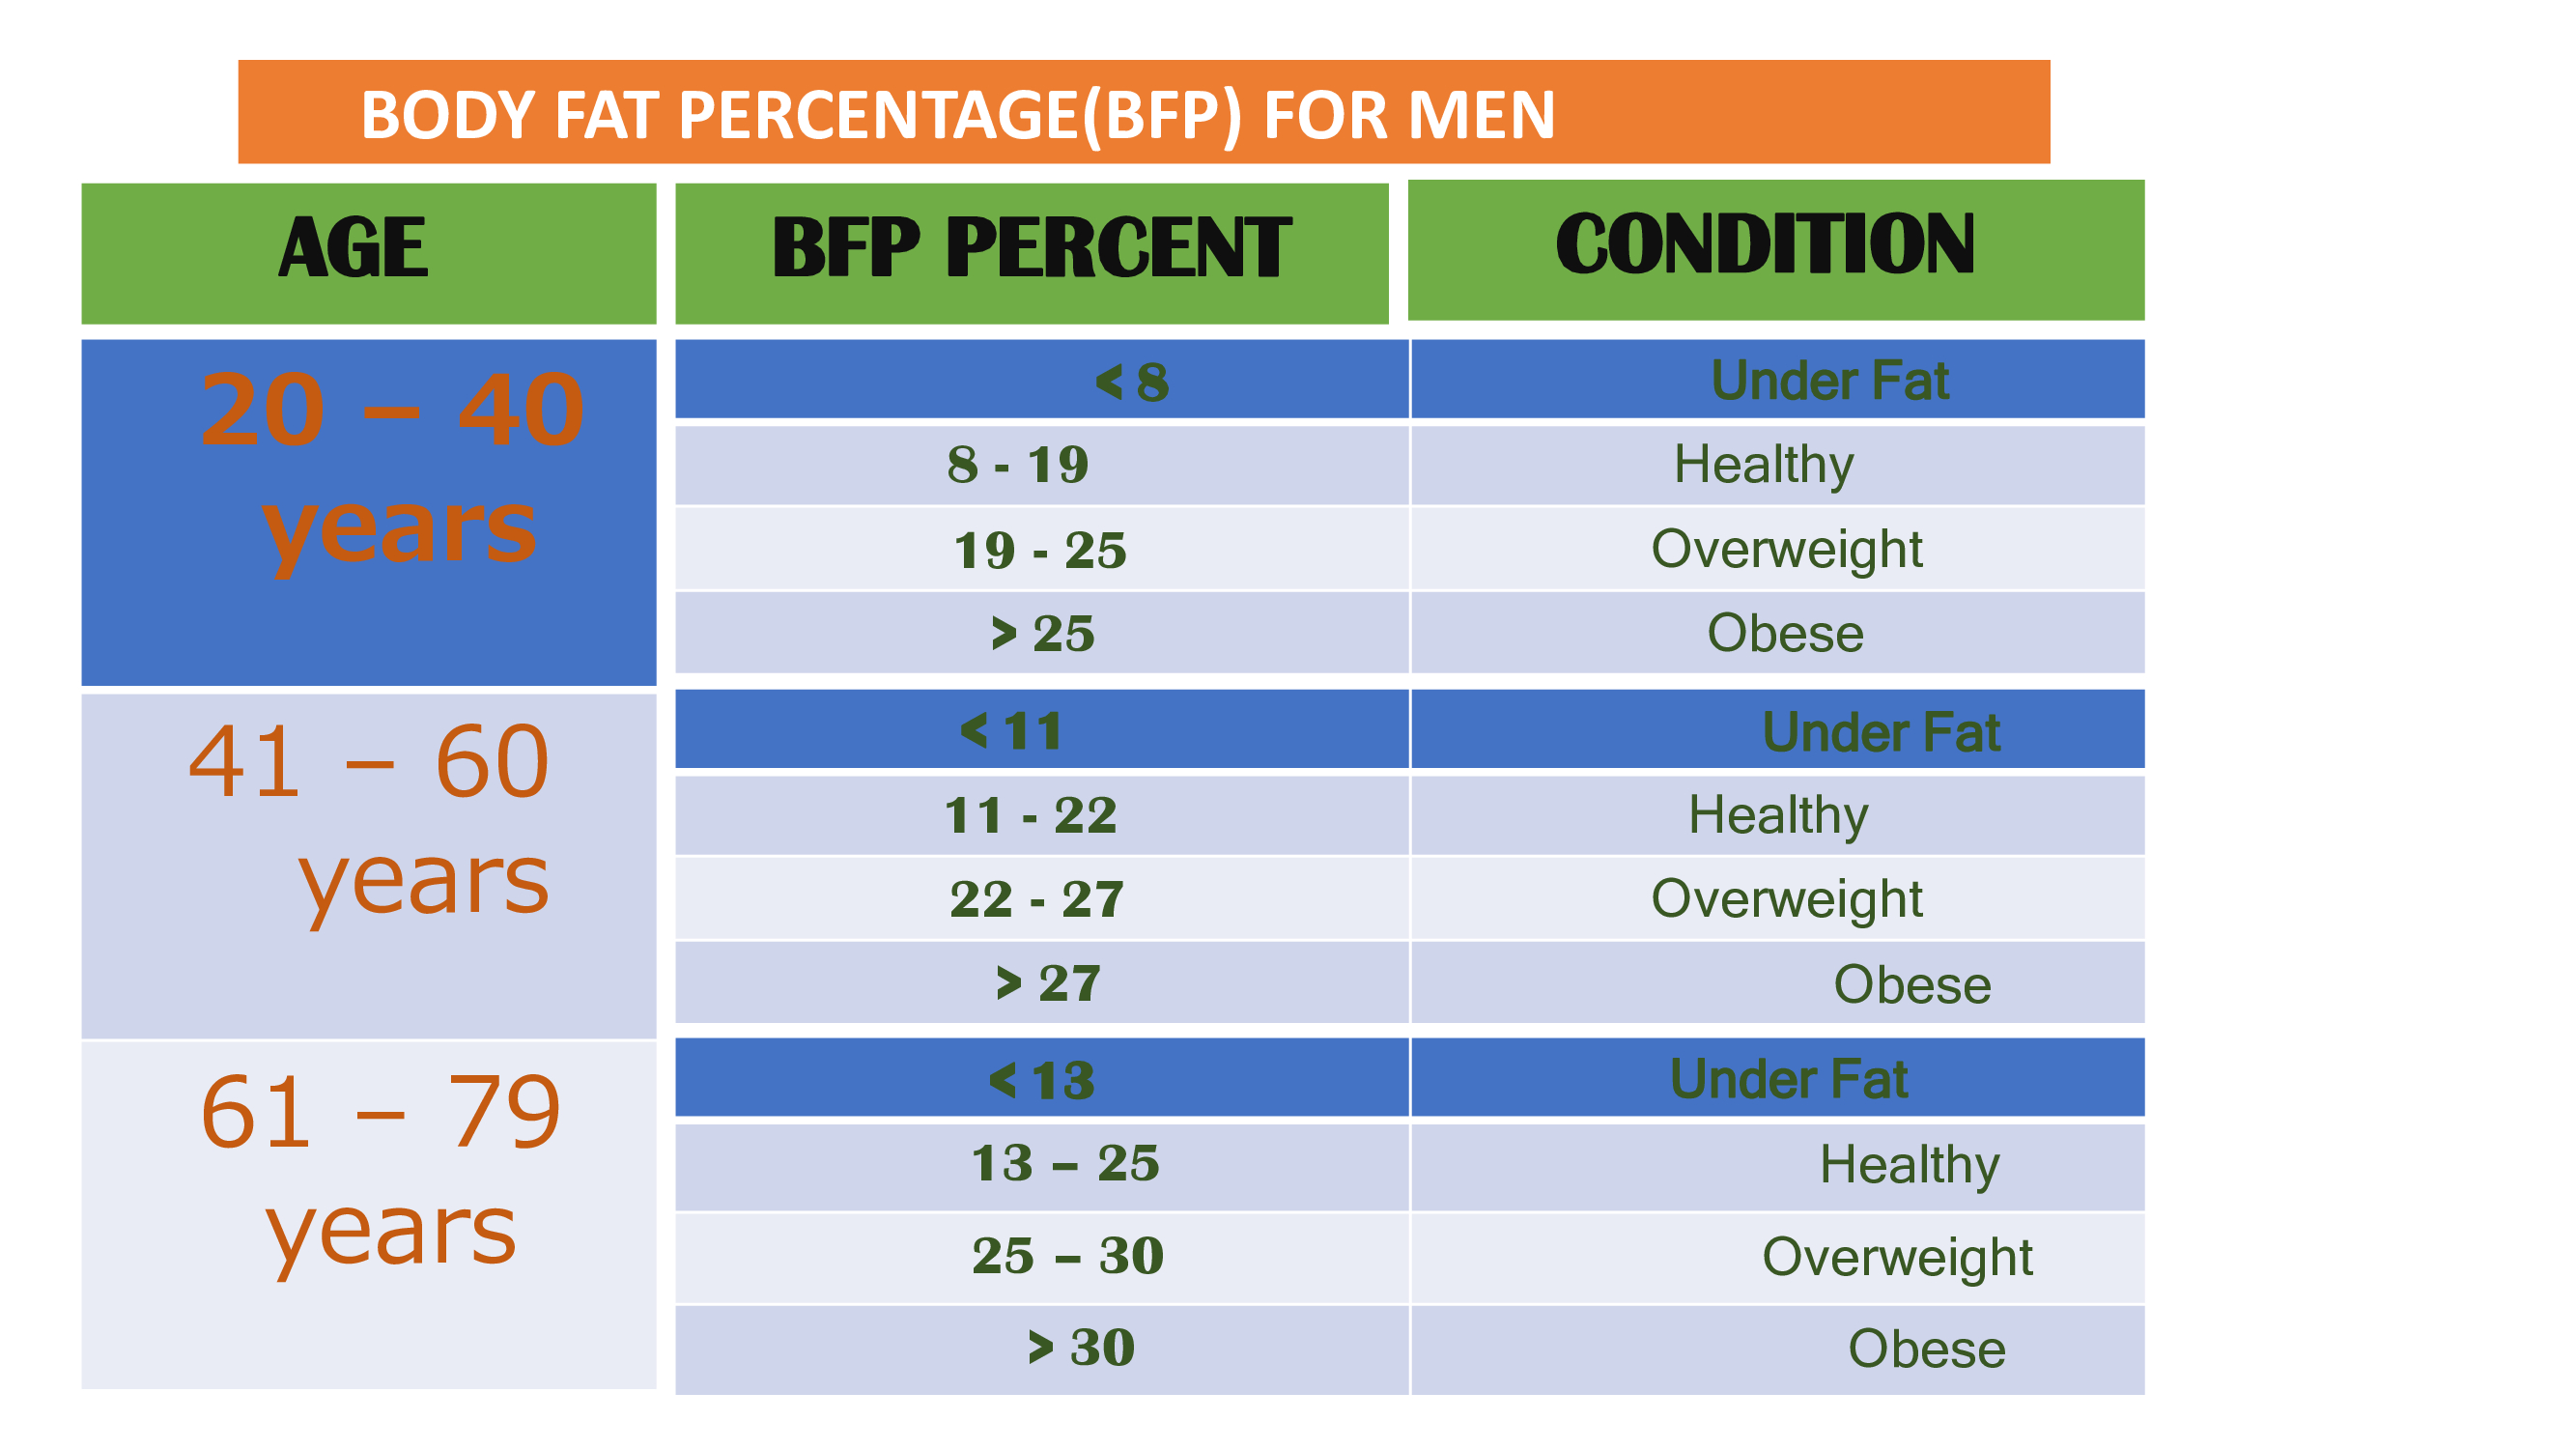 BODY FAT PERCENTAGE(BFP) FOR MEN
AGE BFP PERCENT CONDITION
20 – 40
years
< 8 Under Fat
8 - 19 Healthy
19 - 25 Overweight
> 25 Obese
41 – 60
years
< 11 Under Fat
11 - 22 Healthy
22 - 27 Overweight
> 27 Obese
61 – 79
years
< 13 Under Fat
13 – 25 Healthy
25 – 30 Overweight
> 30 Obese